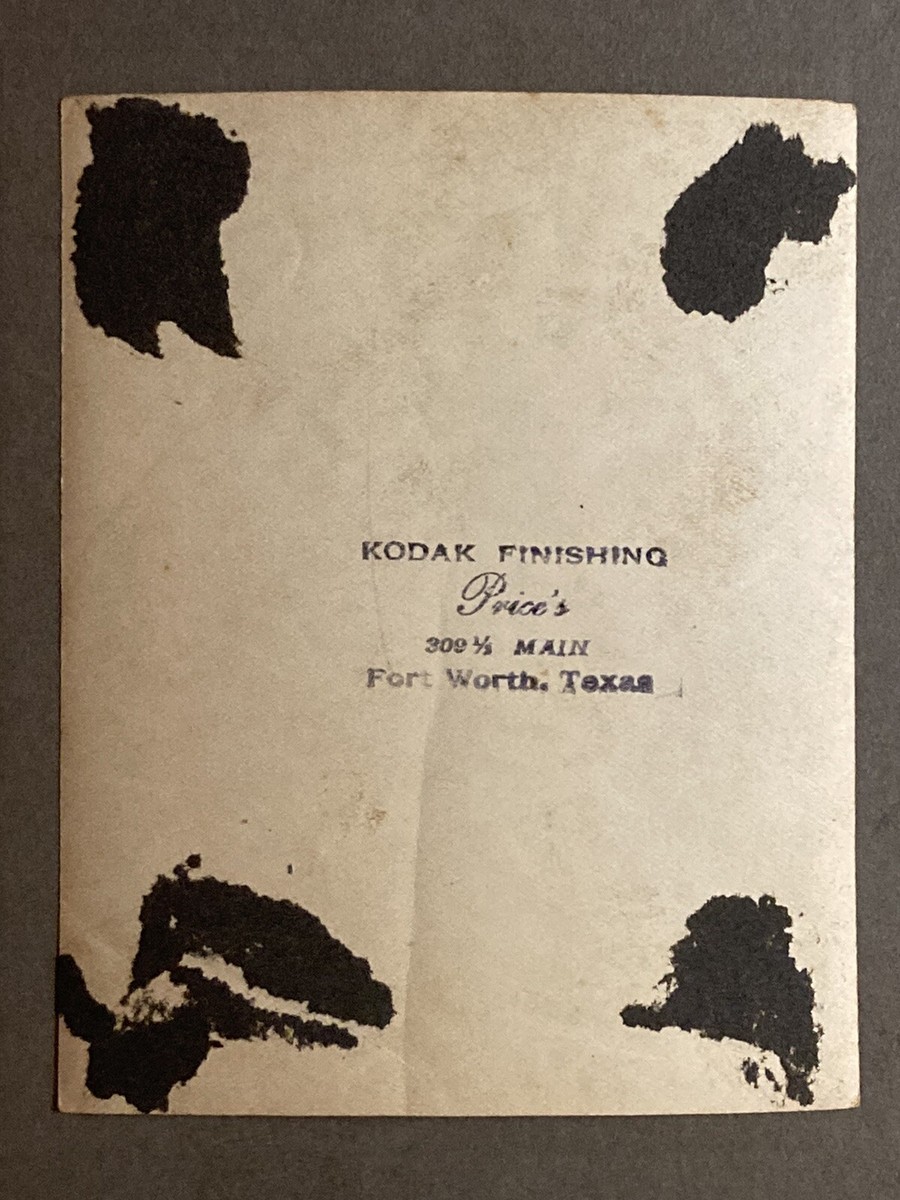 KODAK FINISHING
Price's
309½ MAIN
Fort Worth, Texas